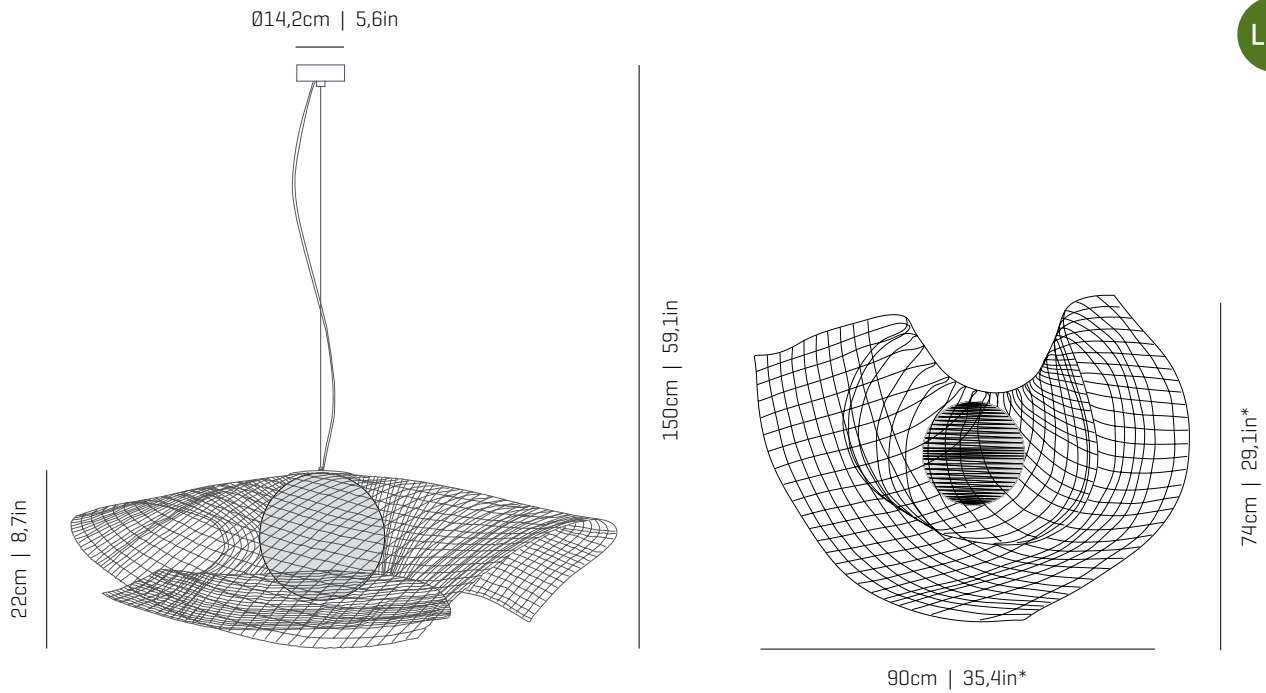 Ø14,2cm | 5,6in
150cm | 59,1in
22cm | 8,7in
74cm | 29,1in*
90cm | 35,4in*